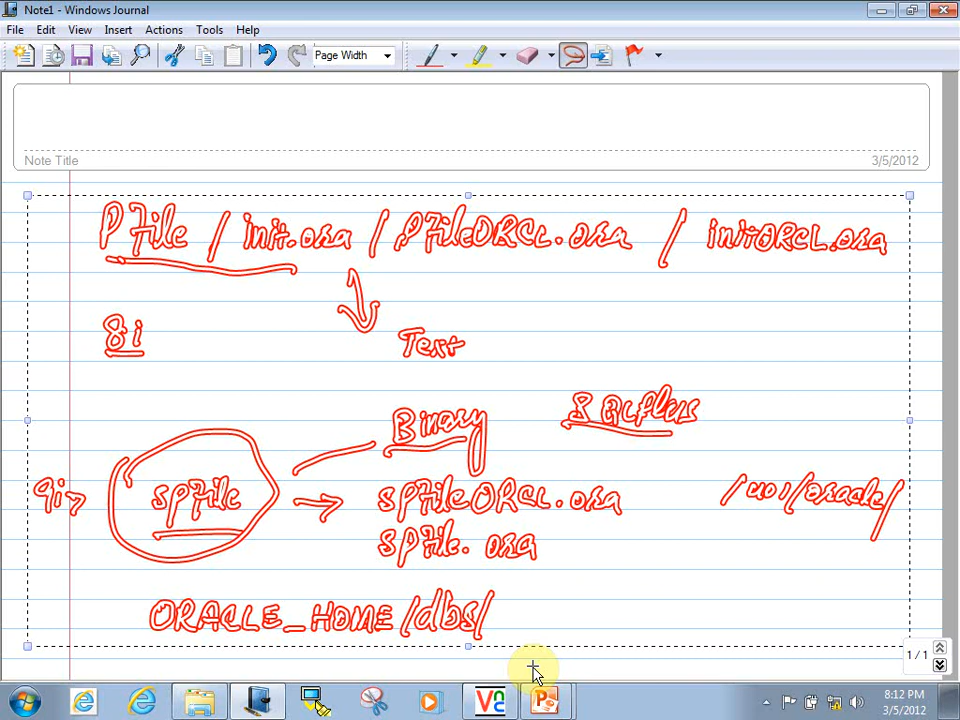 Note1 - Windows Journal
File Edit View Insert Actions Tools Help
Page Width
Note Title 3/5/2012
Pfile / init.ora / PfileORCL.ora / initORCL.ora
8i
Text
Binary SQLPlus
9i> spfile → spfileORCL.ora /u01/oracle/
spfile.ora
ORACLE_HOME/dbs/
1 / 1
8:12 PM
3/5/2012